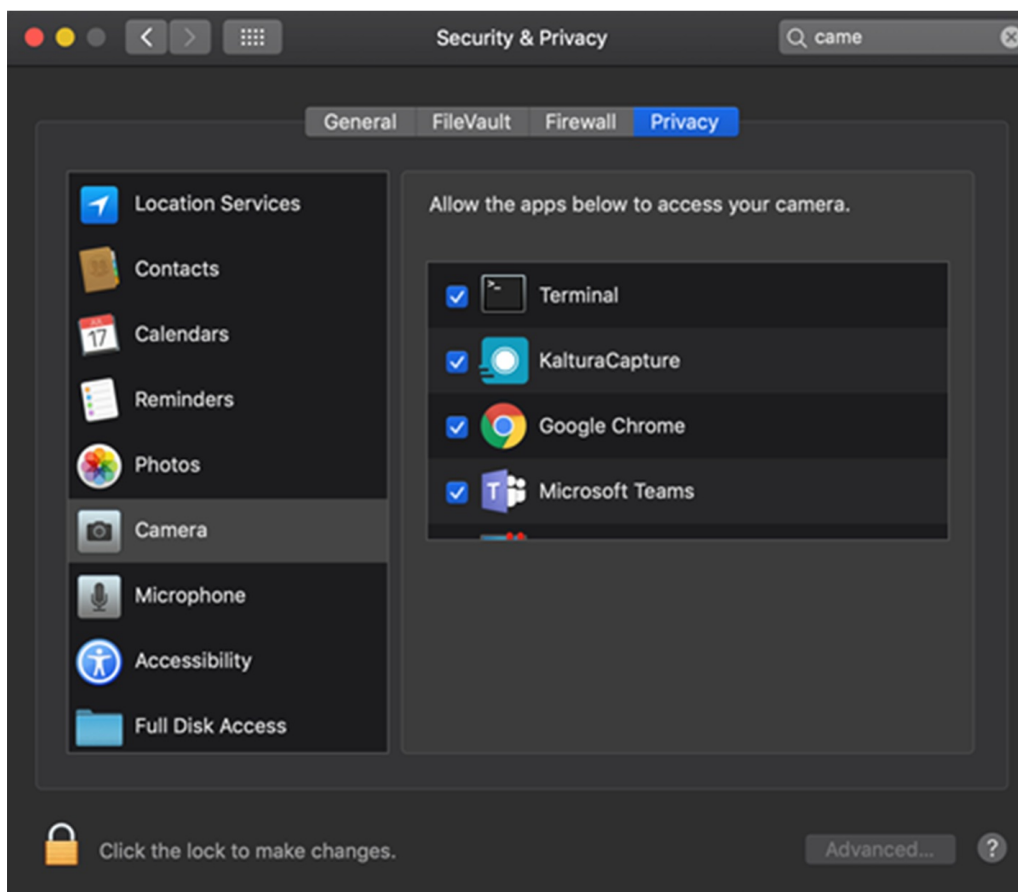 Security & Privacy
came
General FileVault Firewall Privacy
Location Services
Contacts
JUL
17
Calendars
Reminders
Photos
Camera
Microphone
Accessibility
Full Disk Access
Allow the apps below to access your camera.
>_
Terminal
KalturaCapture
Google Chrome
T
Microsoft Teams
Click the lock to make changes.
Advanced...
?